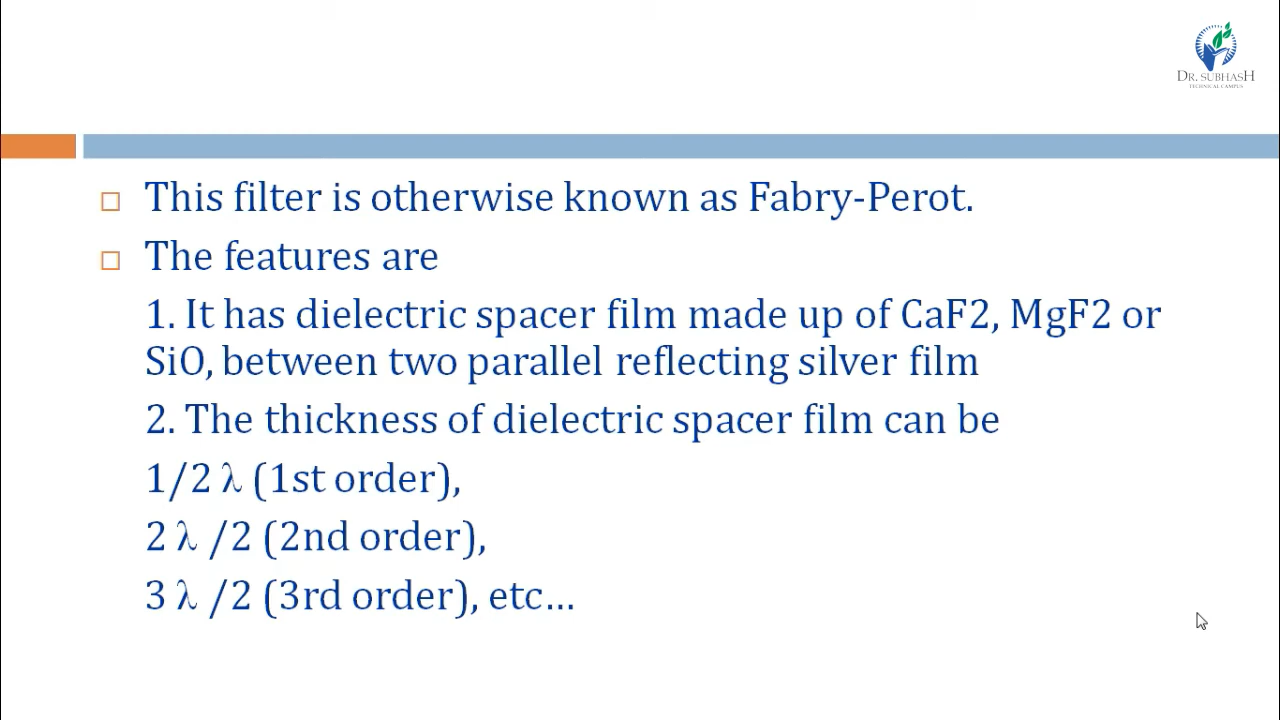 DR. SUBHASH
TECHNICAL CAMPUS
This filter is otherwise known as Fabry-Perot.
The features are
1. It has dielectric spacer film made up of CaF2, MgF2 or
SiO, between two parallel reflecting silver film
2. The thickness of dielectric spacer film can be
1/2 λ (1st order),
2 λ /2 (2nd order),
3 λ /2 (3rd order), etc...